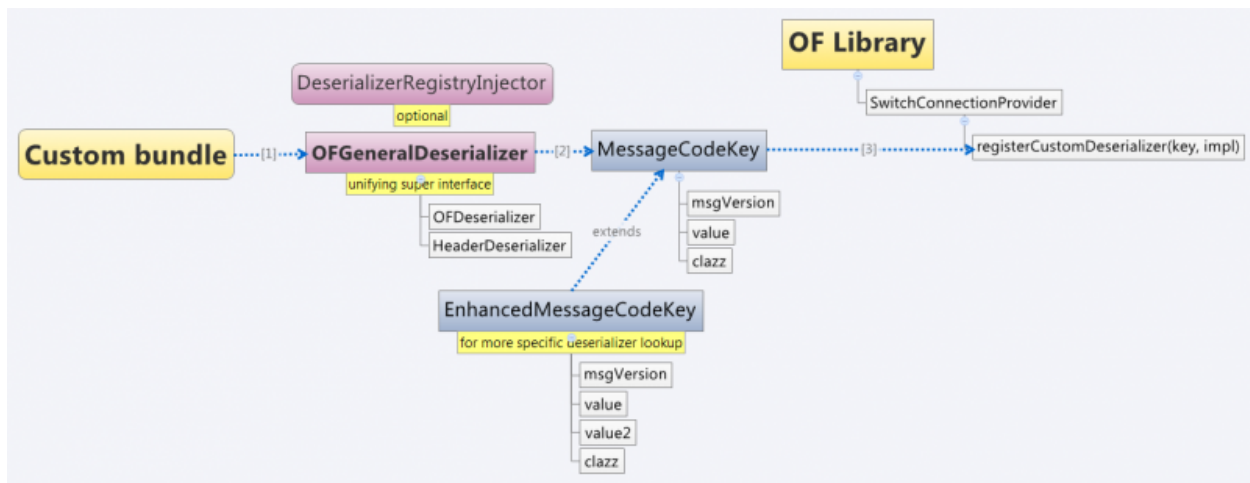 OF Library
DeserializerRegistryInjector
optional
SwitchConnectionProvider
Custom bundle
[1]
OFGeneralDeserializer
[2]
MessageCodeKey
[3]
registerCustomDeserializer(key, impl)
unifying super interface
OFDeserializer
HeaderDeserializer
msgVersion
value
clazz
extends
EnhancedMessageCodeKey
for more specific deserializer lookup
msgVersion
value
value2
clazz